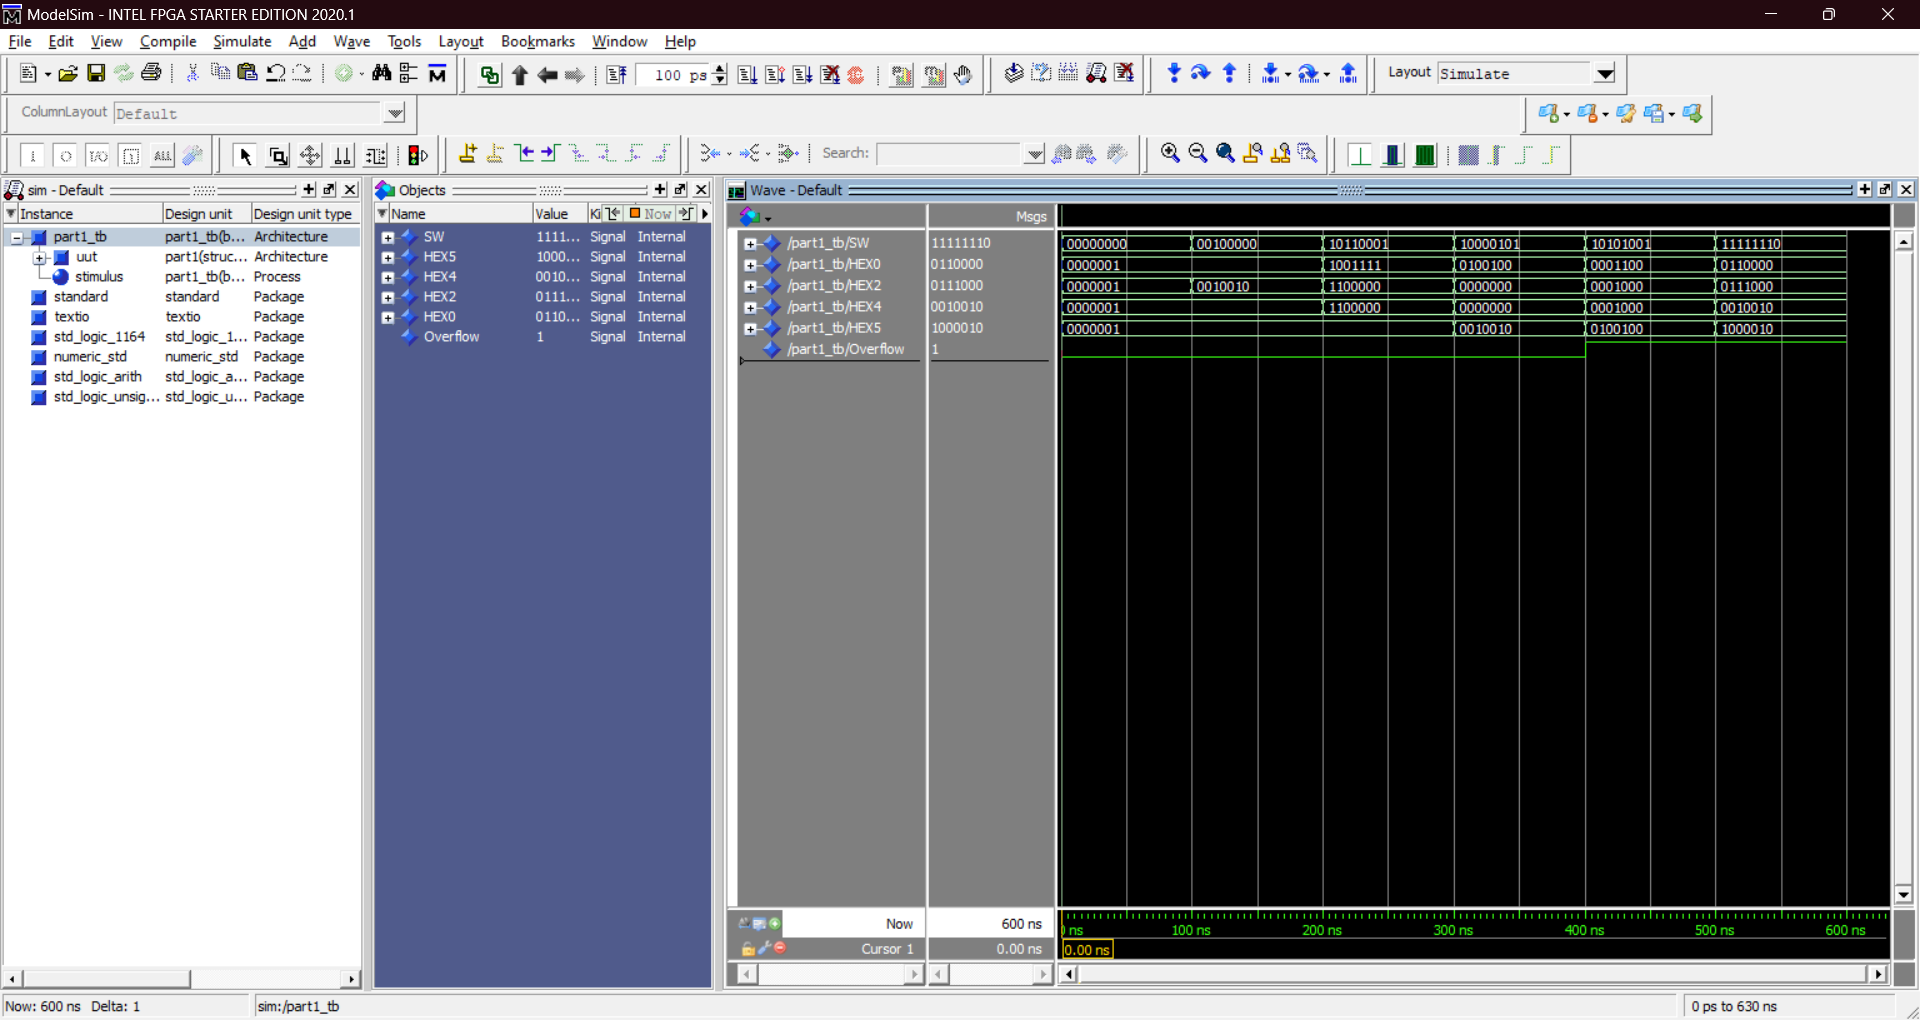 ModelSim - INTEL FPGA STARTER EDITION 2020.1
File Edit View Compile Simulate Add Wave Tools Layout Bookmarks Window Help
100 ps
Layout Simulate
ColumnLayout Default
Search:
sim - Default
Instance Design unit Design unit type
part1_tb part1_tb(b... Architecture
uut part1(struc... Architecture
stimulus part1_tb(b... Process
standard standard Package
textio textio Package
std_logic_1164 std_logic_1... Package
numeric_std numeric_std Package
std_logic_arith std_logic_a... Package
std_logic_unsig... std_logic_u... Package
Objects
Name Value Ki Now
SW 1111... Signal Internal
HEX5 1000... Signal Internal
HEX4 0010... Signal Internal
HEX2 0111... Signal Internal
HEX0 0110... Signal Internal
Overflow 1 Signal Internal
Wave - Default
Msgs
/part1_tb/SW 11111110 00000000 00100000 10110001 10000101 10101001 11111110
/part1_tb/HEX0 0110000 0000001 1001111 0100100 0001100 0110000
/part1_tb/HEX2 0111000 0000001 0010010 1100000 0000000 0001000 0111000
/part1_tb/HEX4 0010010 0000001 1100000 0000000 0001000 0010010
/part1_tb/HEX5 1000010 0000001 0010010 0100100 1000010
/part1_tb/Overflow 1
Now 600 ns
ns 100 ns 200 ns 300 ns 400 ns 500 ns 600 ns
Cursor 1 0.00 ns 0.00 ns
Now: 600 ns Delta: 1 sim:/part1_tb 0 ps to 630 ns